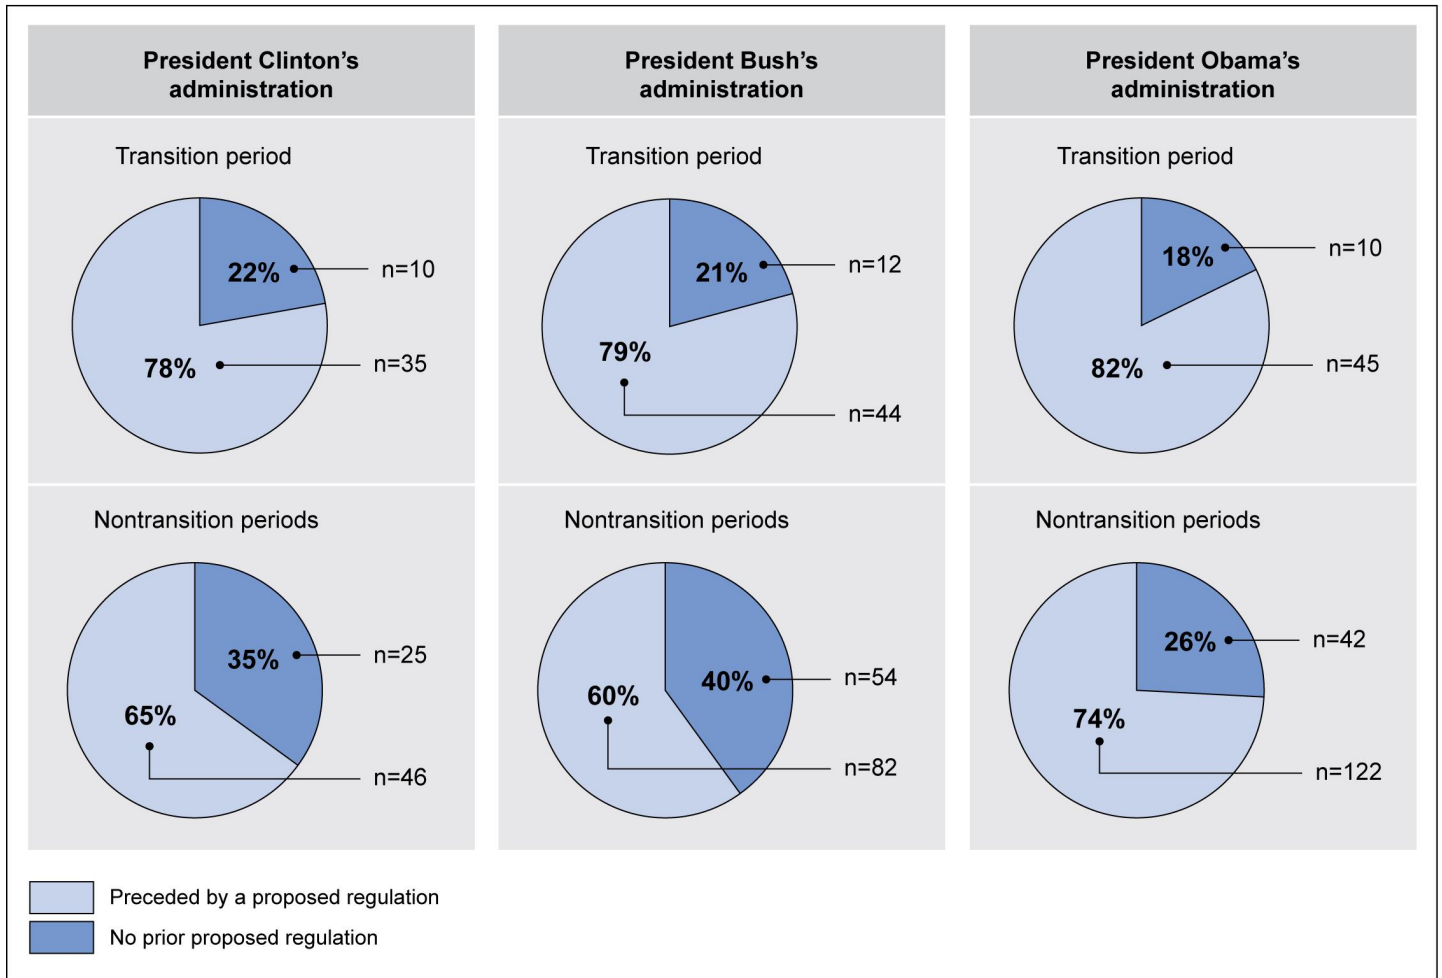 President Clinton’s
administration
President Bush’s
administration
President Obama’s
administration
Transition period
22%
n=10
78%
n=35
Transition period
21%
n=12
79%
n=44
Transition period
18%
n=10
82%
n=45
Nontransition periods
35%
n=25
65%
n=46
Nontransition periods
40%
n=54
60%
n=82
Nontransition periods
26%
n=42
74%
n=122
Preceded by a proposed regulation
No prior proposed regulation